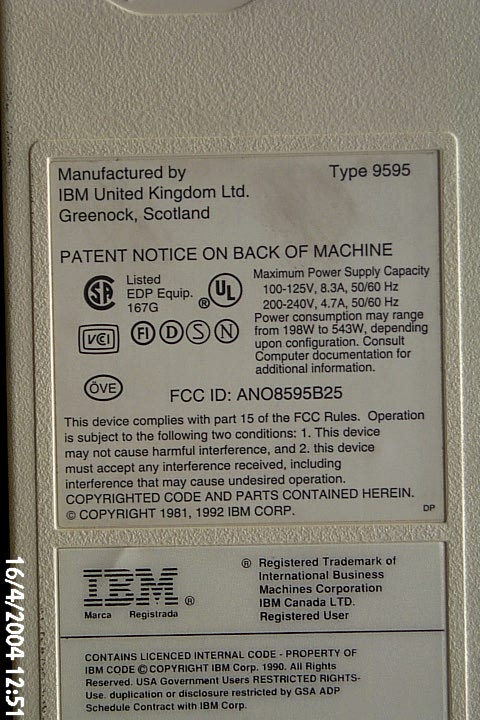 Manufactured by
Type 9595
IBM United Kingdom Ltd.
Greenock, Scotland
PATENT NOTICE ON BACK OF MACHINE
SA
Listed
EDP Equip.
167G
® UL
Maximum Power Supply Capacity
100-125V, 8.3A, 50/60 Hz
200-240V, 4.7A, 50/60 Hz
Power consumption may range
from 198W to 543W, depending
upon configuration. Consult
Computer documentation for
additional information.
VCI
FI D S N
ÖVE
FCC ID: ANO8595B25
This device complies with part 15 of the FCC Rules. Operation
is subject to the following two conditions: 1. This device
may not cause harmful interference, and 2. this device
must accept any interference received, including
interference that may cause undesired operation.
COPYRIGHTED CODE AND PARTS CONTAINED HEREIN.
© COPYRIGHT 1981, 1992 IBM CORP.
DP
IBM ®
Marca Registrada
® Registered Trademark of
International Business
Machines Corporation
IBM Canada LTD.
Registered User
CONTAINS LICENCED INTERNAL CODE - PROPERTY OF
IBM CODE © COPYRIGHT IBM Corp. 1990. All Rights
Reserved. USA Government Users RESTRICTED RIGHTS-
Use. duplication or disclosure restricted by GSA ADP
Schedule Contract with IBM Corp.
16/4/2004 12:51